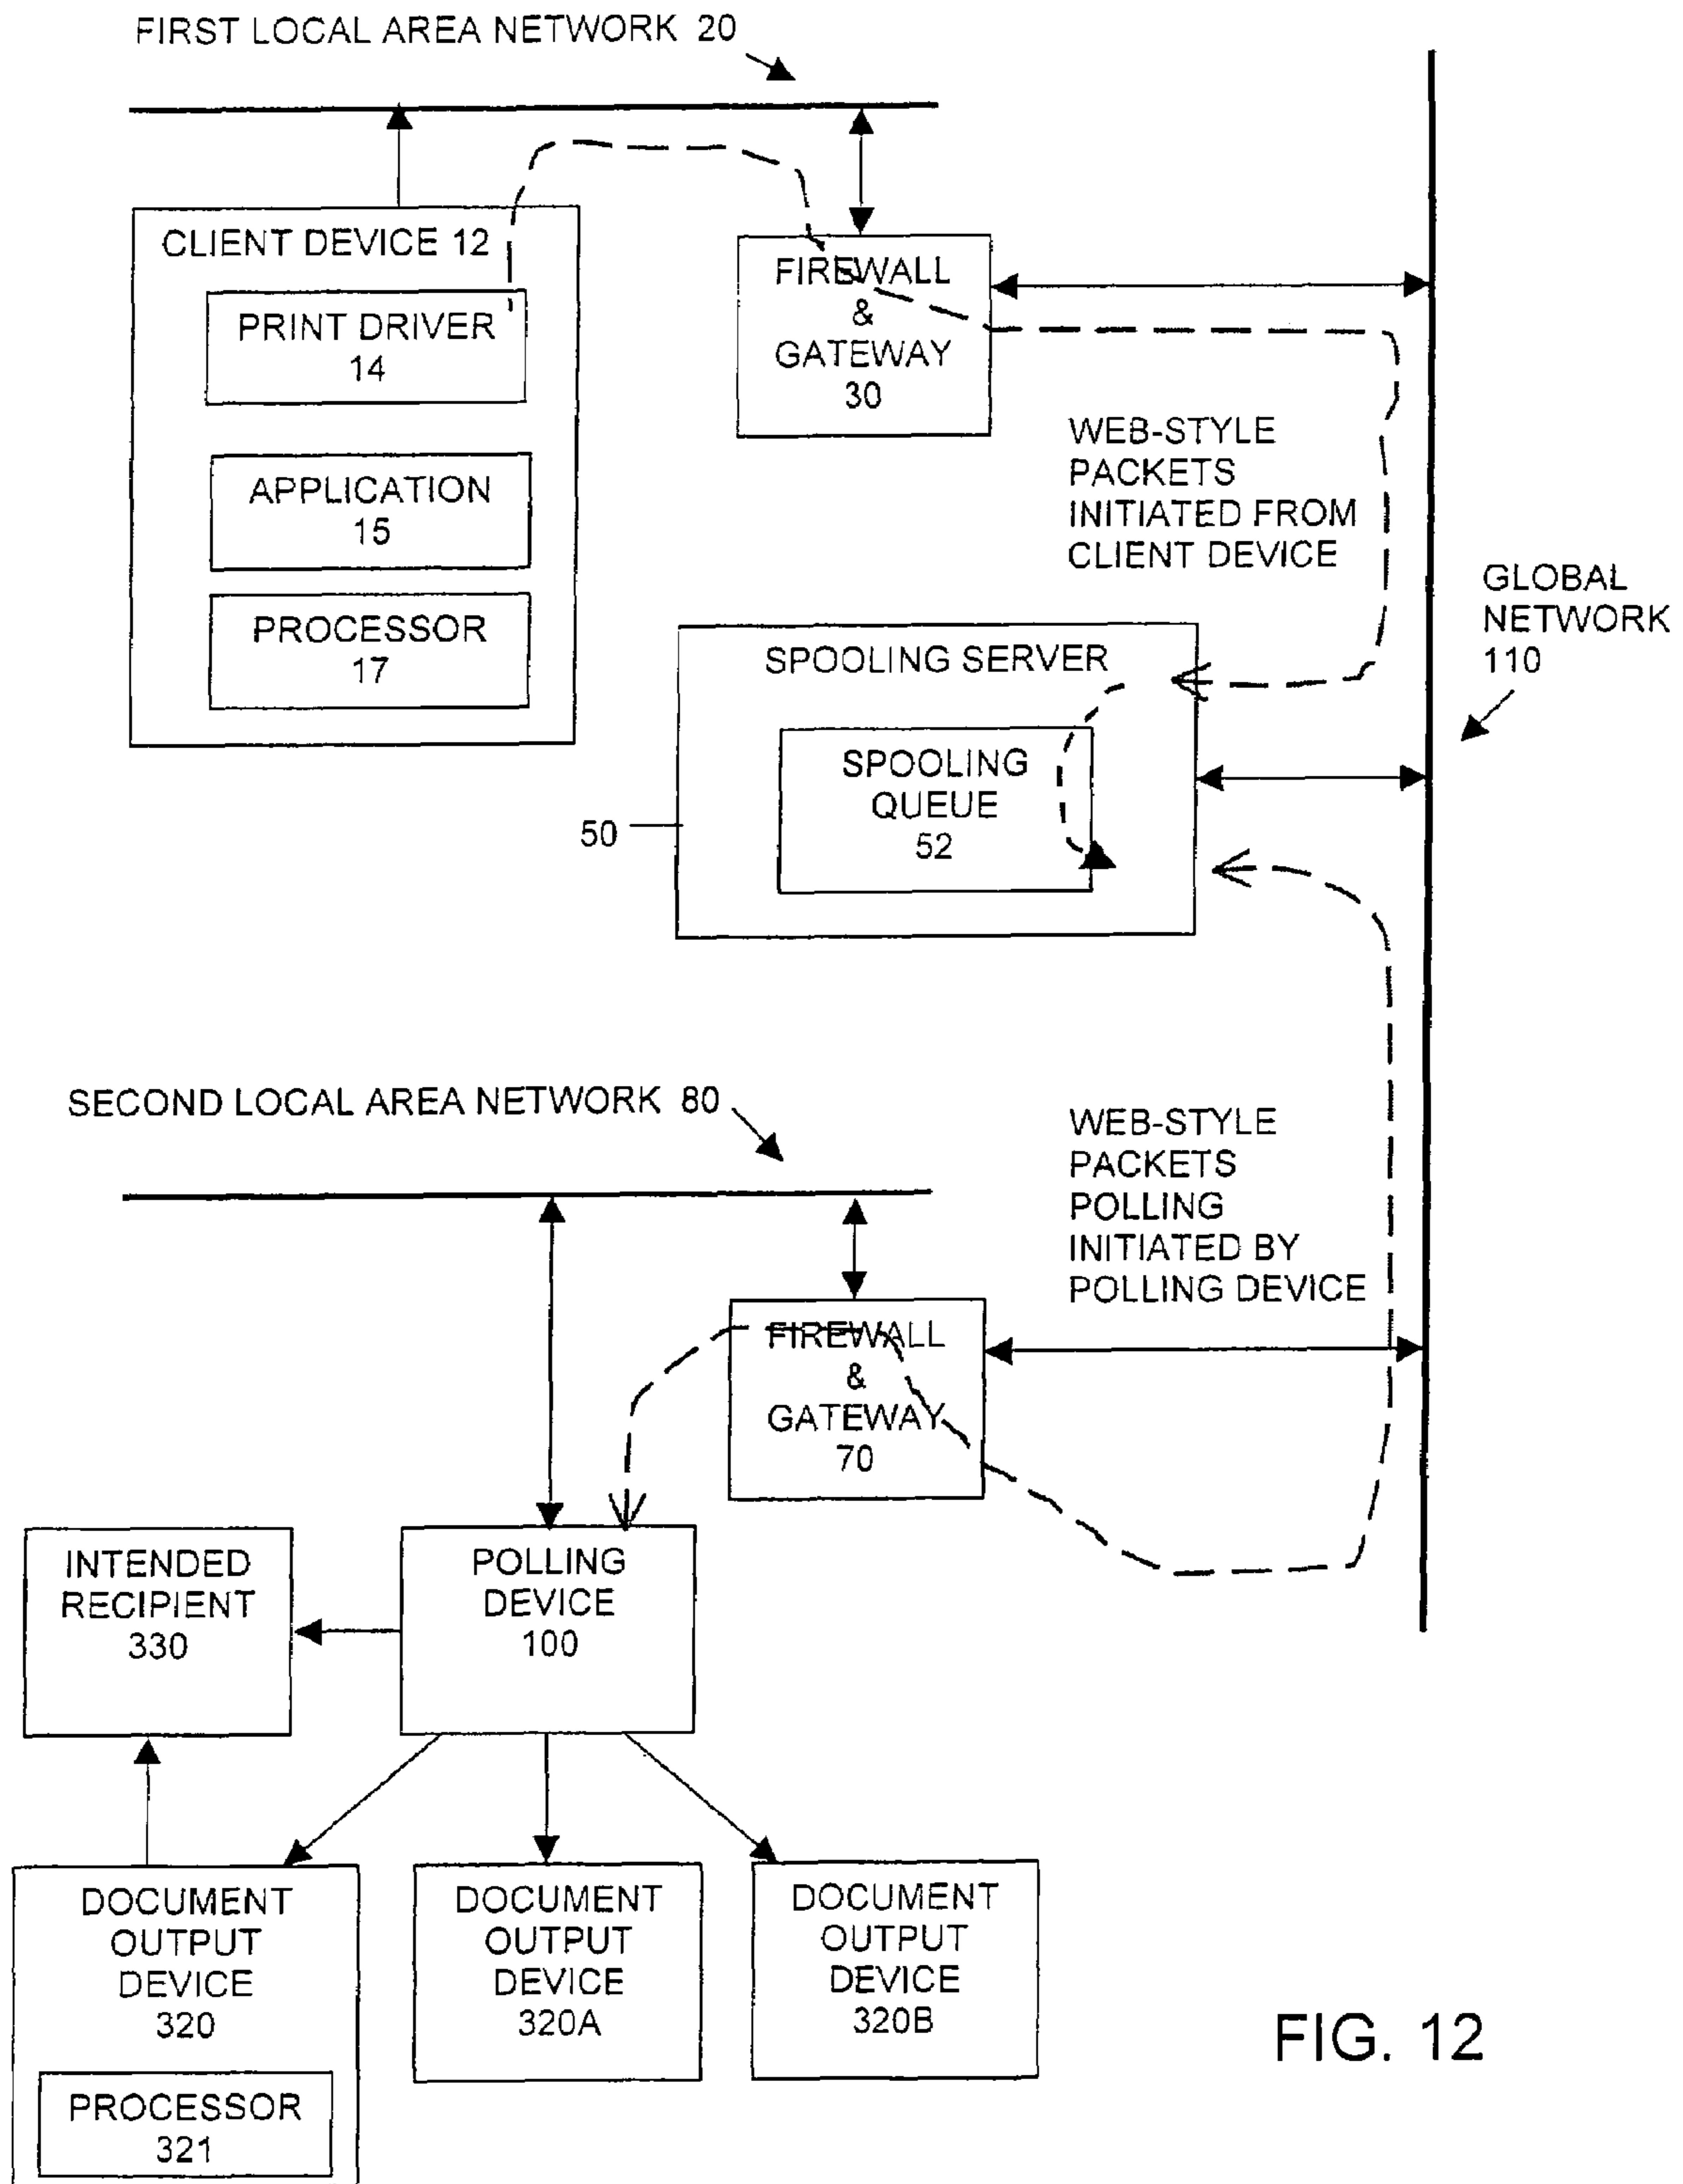 FIRST LOCAL AREA NETWORK 20
CLIENT DEVICE 12
PRINT DRIVER
14
APPLICATION
15
PROCESSOR
17
FIREWALL
&
GATEWAY
30
WEB-STYLE
PACKETS
INITIATED FROM
CLIENT DEVICE
GLOBAL
NETWORK
110
SPOOLING SERVER
SPOOLING
QUEUE
52
50
SECOND LOCAL AREA NETWORK 80
WEB-STYLE
PACKETS
POLLING
INITIATED BY
POLLING DEVICE
FIREWALL
&
GATEWAY
70
INTENDED
RECIPIENT
330
POLLING
DEVICE
100
DOCUMENT
OUTPUT
DEVICE
320
PROCESSOR
321
DOCUMENT
OUTPUT
DEVICE
320A
DOCUMENT
OUTPUT
DEVICE
320B
FIG. 12